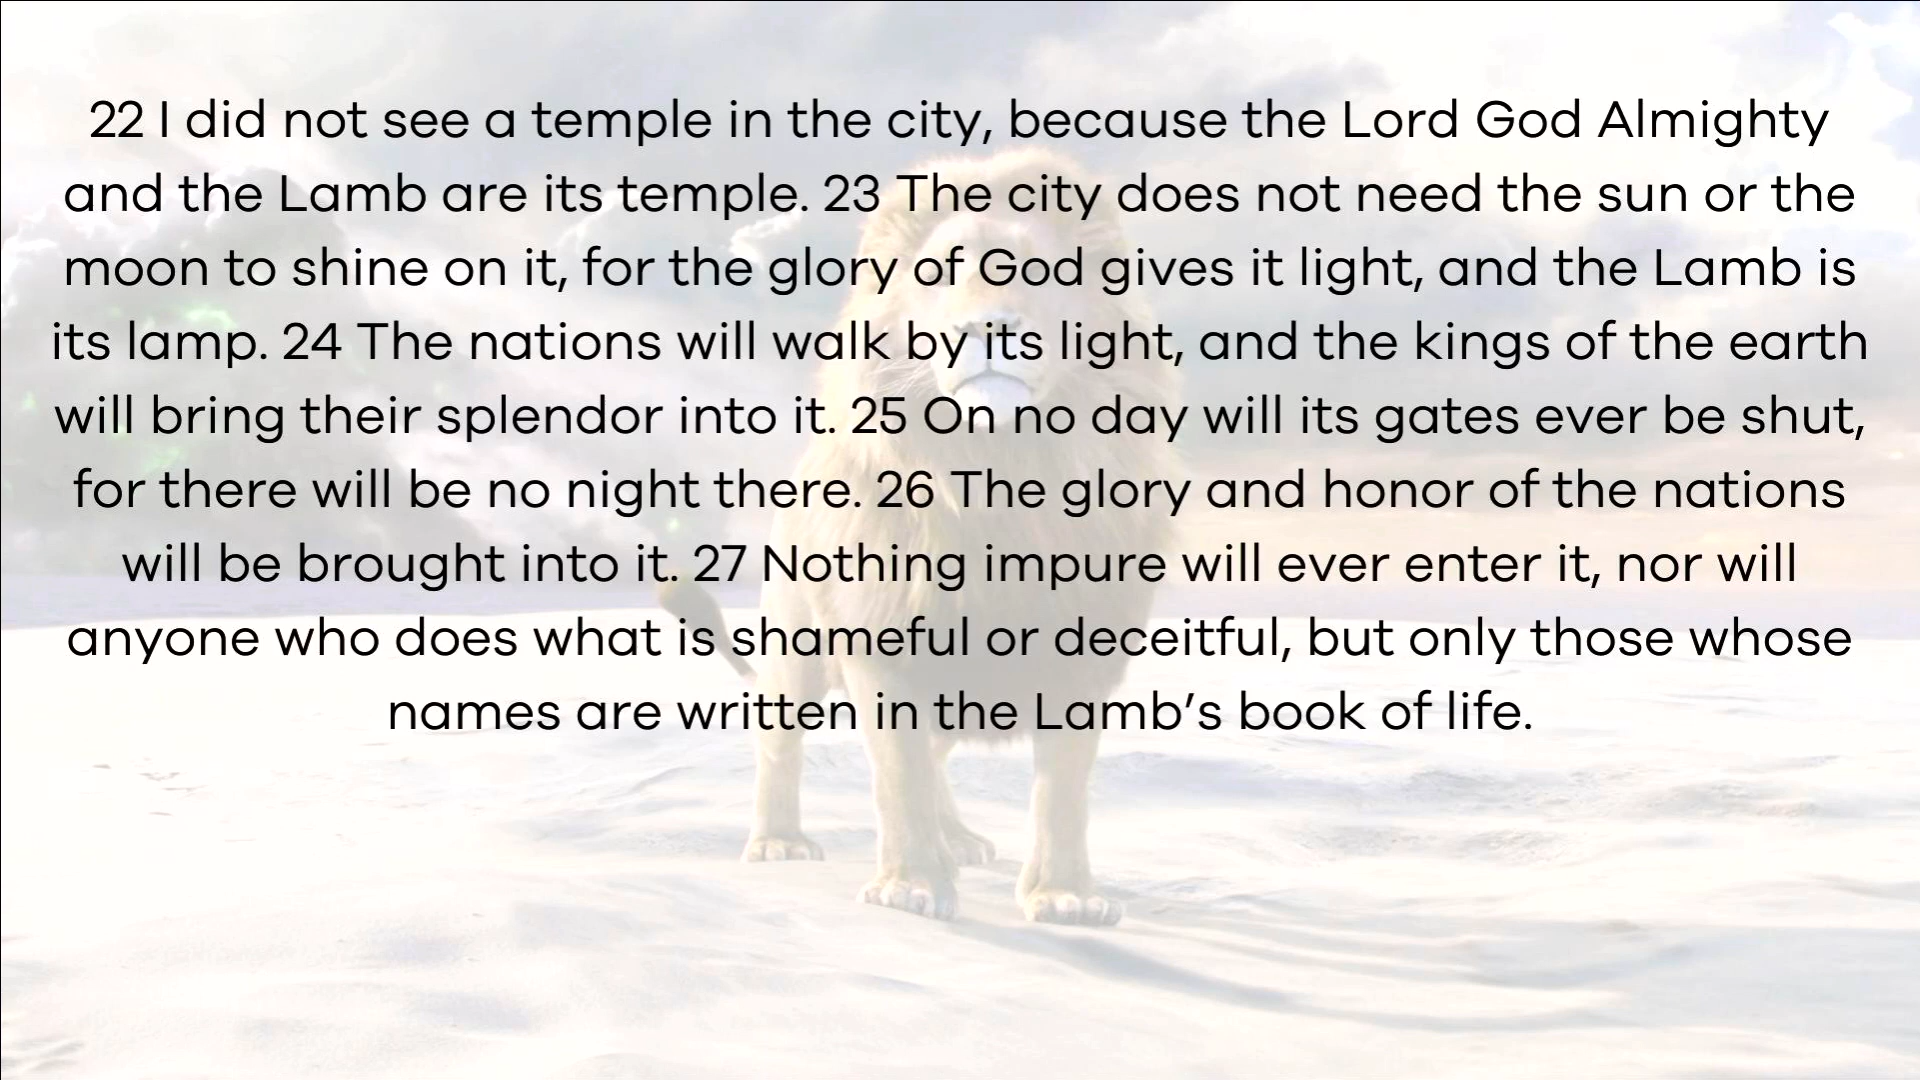 22 I did not see a temple in the city, because the Lord God Almighty
and the Lamb are its temple. 23 The city does not need the sun or the
moon to shine on it, for the glory of God gives it light, and the Lamb is
its lamp. 24 The nations will walk by its light, and the kings of the earth
will bring their splendor into it. 25 On no day will its gates ever be shut,
for there will be no night there. 26 The glory and honor of the nations
will be brought into it. 27 Nothing impure will ever enter it, nor will
anyone who does what is shameful or deceitful, but only those whose
names are written in the Lamb’s book of life.